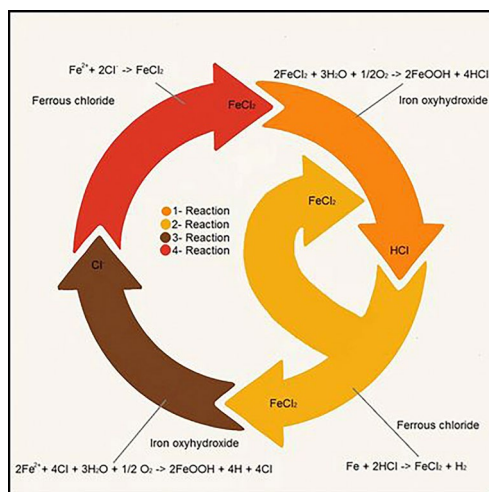 Fe²⁺+ 2Cl⁻ -> FeCl₂
2FeCl₂ + 3H₂O + 1/2O₂ -> 2FeOOH + 4HCl
Ferrous chloride
FeCl₂
Iron oxyhydroxide
FeCl₂
1- Reaction
2- Reaction
3- Reaction
4- Reaction
HCl
Cl⁻
FeCl₂
Ferrous chloride
Iron oxyhydroxide
2Fe²⁺ + 4Cl + 3H₂O + 1/2 O₂ -> 2FeOOH + 4H + 4Cl
Fe + 2HCl -> FeCl₂ + H₂